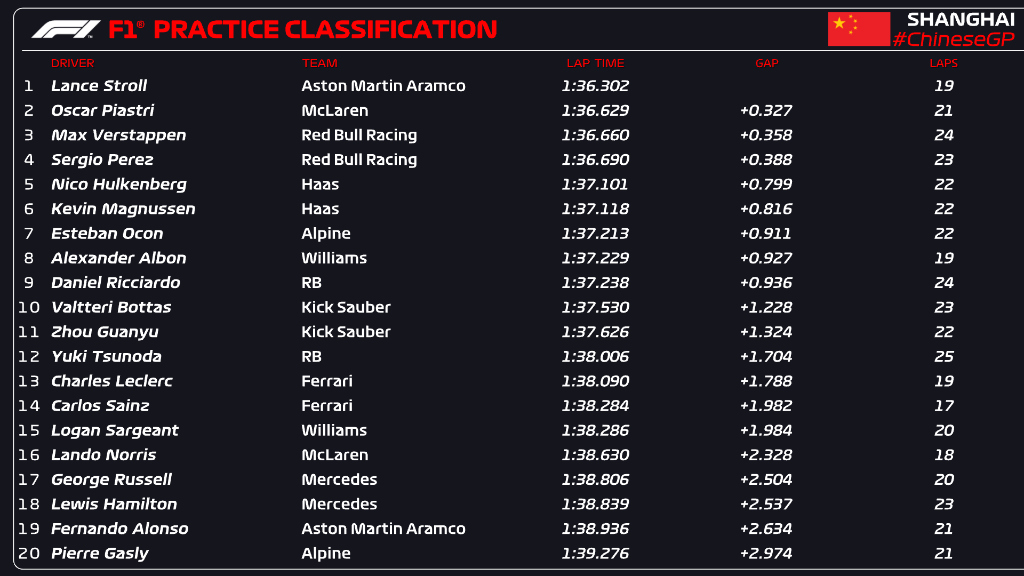 F1® PRACTICE CLASSIFICATION
SHANGHAI
#ChineseGP
DRIVER TEAM LAP TIME GAP LAPS
1 Lance Stroll Aston Martin Aramco 1:36.302 19
2 Oscar Piastri McLaren 1:36.629 +0.327 21
3 Max Verstappen Red Bull Racing 1:36.660 +0.358 24
4 Sergio Perez Red Bull Racing 1:36.690 +0.388 23
5 Nico Hulkenberg Haas 1:37.101 +0.799 22
6 Kevin Magnussen Haas 1:37.118 +0.816 22
7 Esteban Ocon Alpine 1:37.213 +0.911 22
8 Alexander Albon Williams 1:37.229 +0.927 19
9 Daniel Ricciardo RB 1:37.238 +0.936 24
10 Valtteri Bottas Kick Sauber 1:37.530 +1.228 23
11 Zhou Guanyu Kick Sauber 1:37.626 +1.324 22
12 Yuki Tsunoda RB 1:38.006 +1.704 25
13 Charles Leclerc Ferrari 1:38.090 +1.788 19
14 Carlos Sainz Ferrari 1:38.284 +1.982 17
15 Logan Sargeant Williams 1:38.286 +1.984 20
16 Lando Norris McLaren 1:38.630 +2.328 18
17 George Russell Mercedes 1:38.806 +2.504 20
18 Lewis Hamilton Mercedes 1:38.839 +2.537 23
19 Fernando Alonso Aston Martin Aramco 1:38.936 +2.634 21
20 Pierre Gasly Alpine 1:39.276 +2.974 21